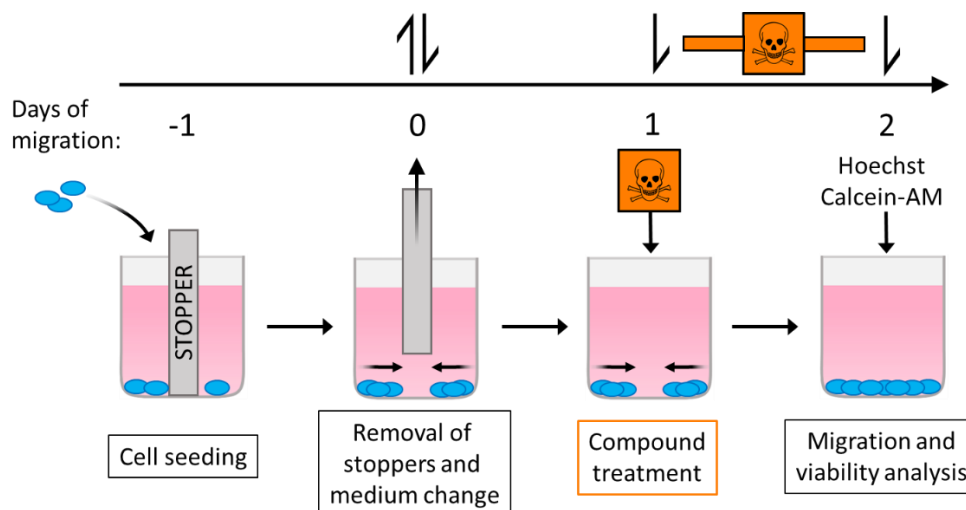 Days of
migration:
-1
0
1
2
Hoechst
Calcein-AM
STOPPER
Cell seeding
Removal of
stoppers and
medium change
Compound
treatment
Migration and
viability analysis